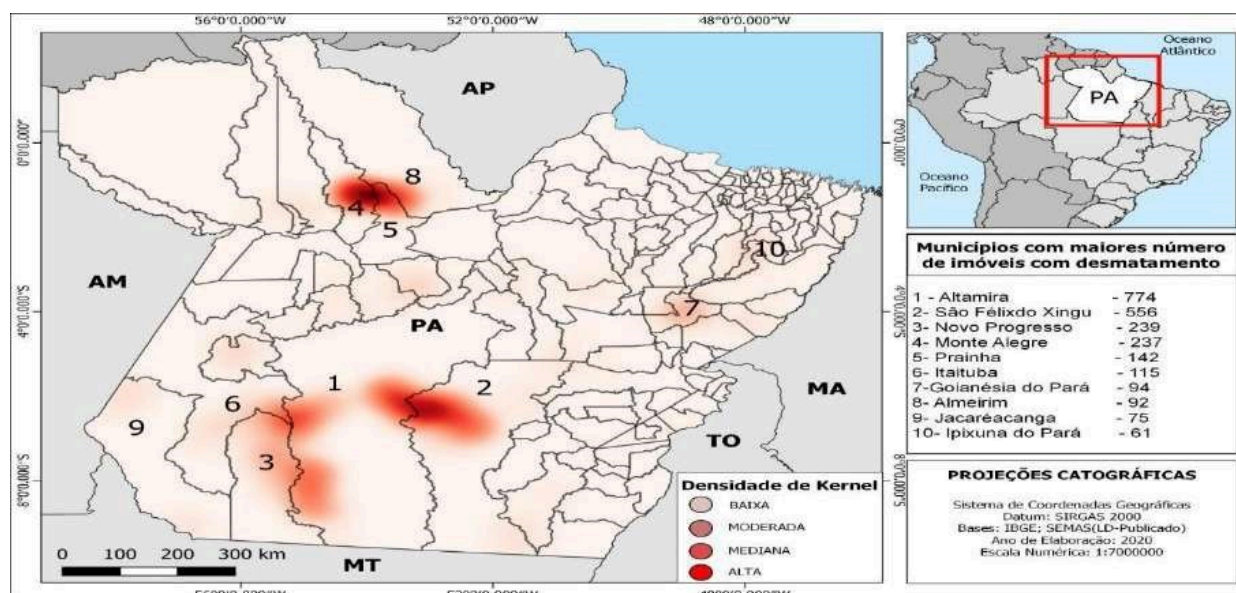 56°0'0.000"W 52°0'0.000"W 48°0'0.000"W
AP
8
4
5
10
AM
7
PA
1
2
6
9
3
MA
TO
MT
0 100 200 300 km
Densidade de Kernel
BAIXA
MODERADA
MEDIANA
ALTA
Oceano
Atlântico
PA
Oceano
Pacífico
Municípios com maiores número
de imóveis com desmatamento
1 - Altamira - 774
2- São Félixdo Xingu - 556
3- Novo Progresso - 239
4- Monte Alegre - 237
5- Prainha - 142
6- Itaituba - 115
7-Goianésia do Pará - 94
8- Almeirim - 92
9- Jacaréacanga - 75
10- Ipixuna do Pará - 61
PROJEÇÕES CATOGRÁFICAS
Sistema de Coordenadas Geográficas
Datum: SIRGAS 2000
Bases: IBGE; SEMAS(LD-Publicado)
Ano de Elaboração: 2020
Escala Numérica: 1:7000000